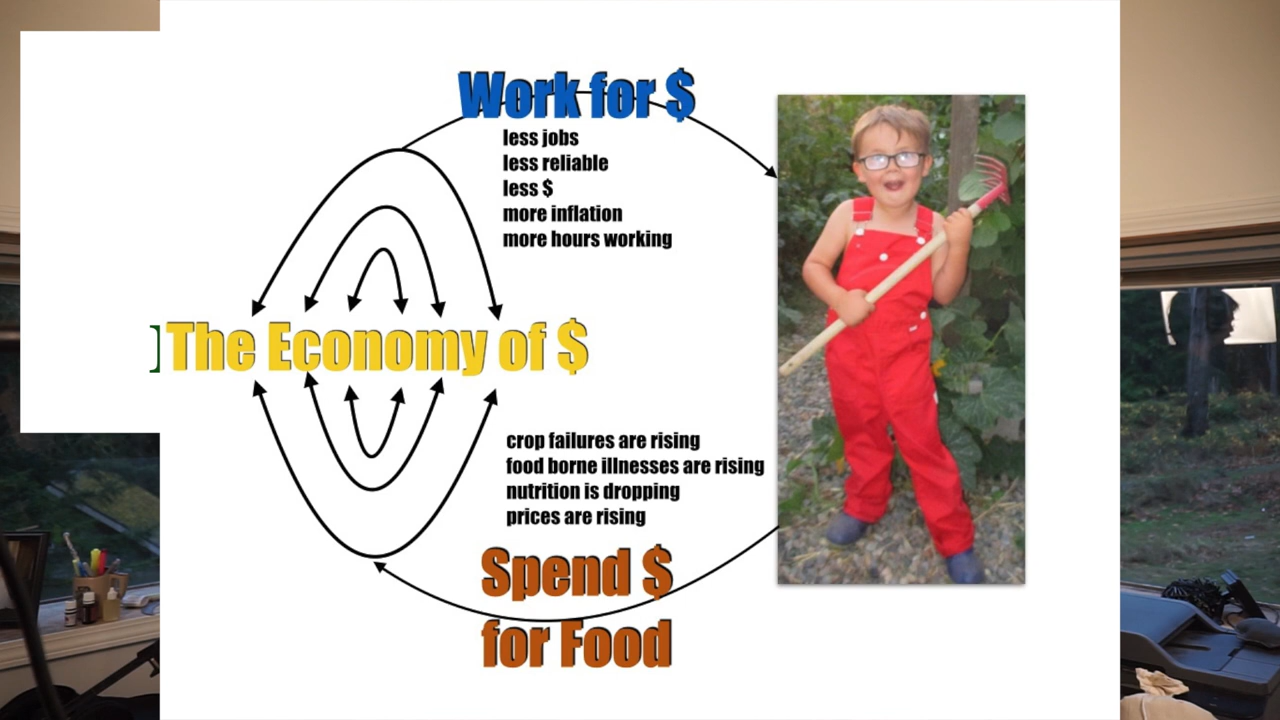 Work for $
less jobs
less reliable
less $
more inflation
more hours working
The Economy of $
crop failures are rising
food borne illnesses are rising
nutrition is dropping
prices are rising
Spend $
for Food